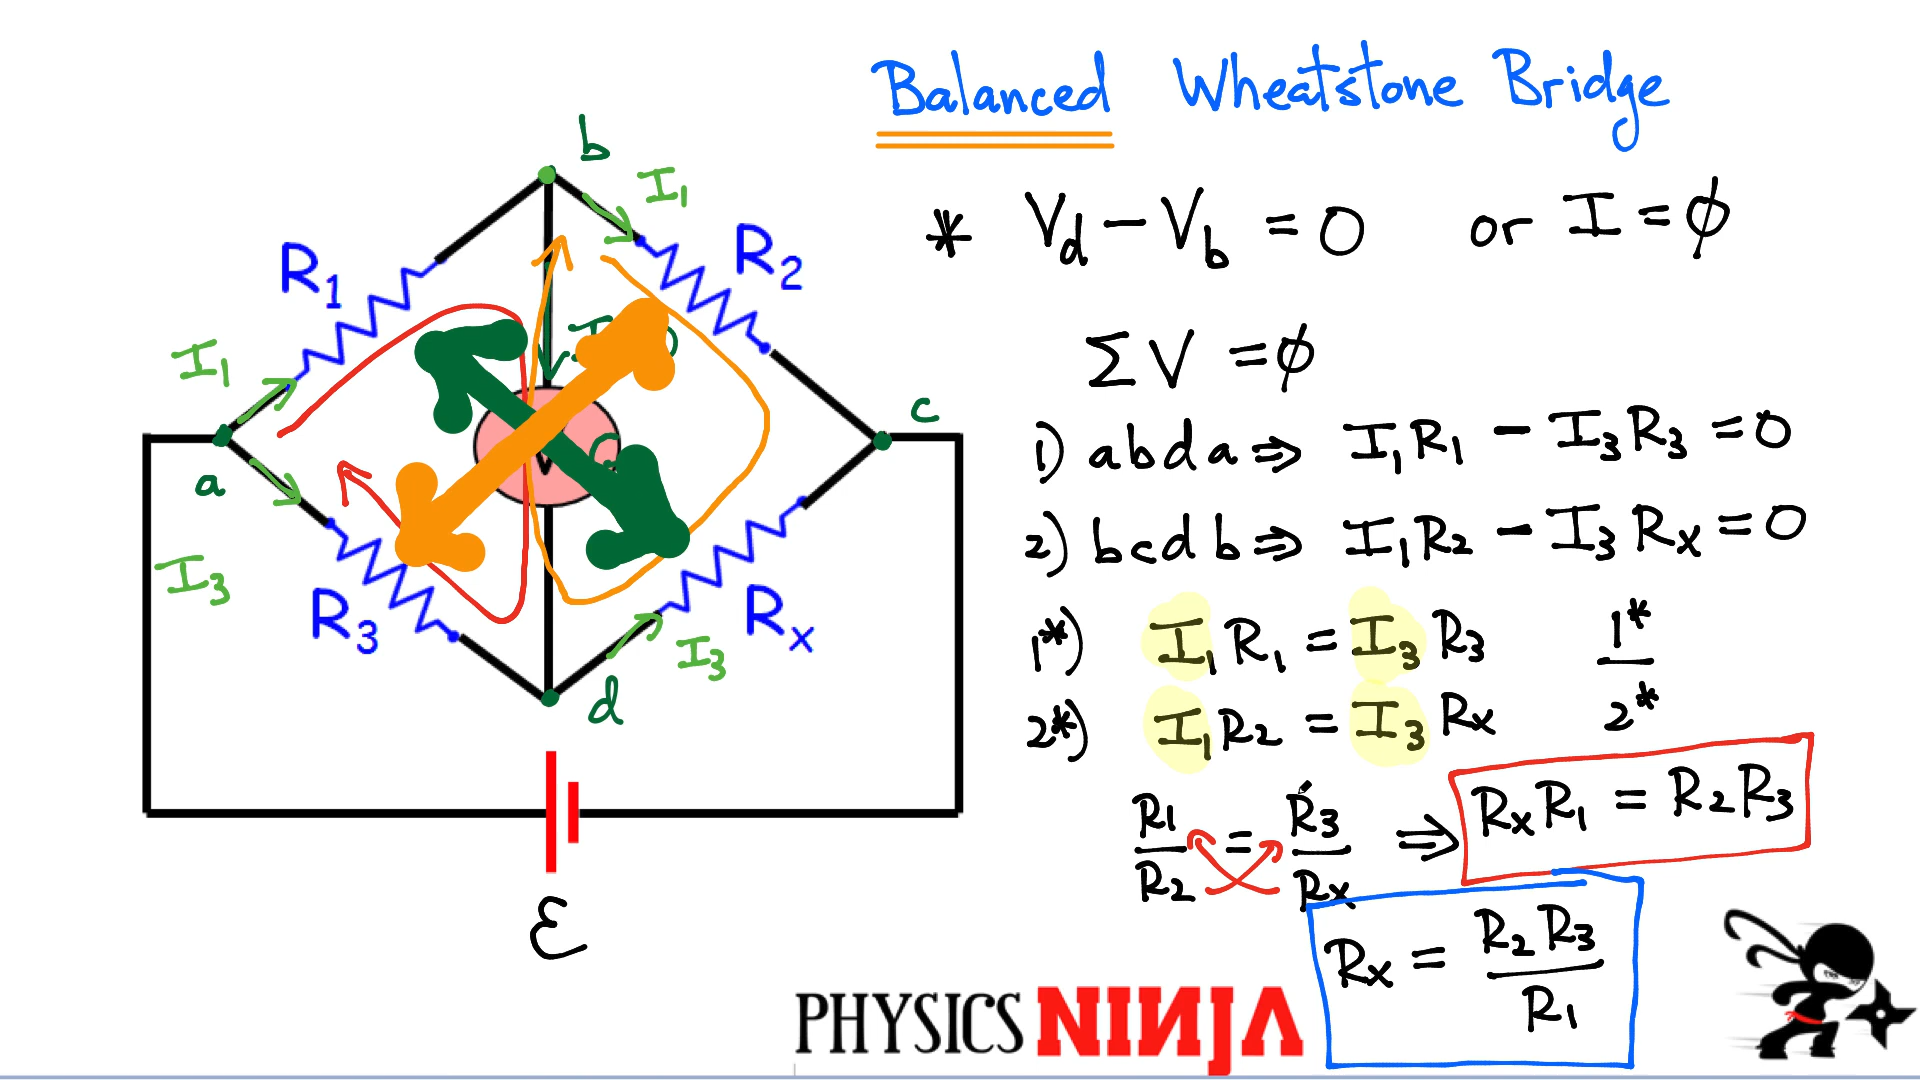 Balanced Wheatstone Bridge
* Vd − Vb = 0 or I = ϕ
ΣV = ϕ
1) abda ⇒ I₁R₁ − I₃R₃ = 0
2) bcdb ⇒ I₁R₂ − I₃Rx = 0
1*) I₁R₁ = I₃R₃ 1*/2*
2*) I₁R₂ = I₃Rx
R₁/R₂ = R₃/Rx ⇒ RxR₁ = R₂R₃
Rx = R₂R₃/R₁
b
I₁
R₁
R₂
I₁
a
c
V
I₃
R₃
Rx
I₃
d
ε
PHYSICS NINJA